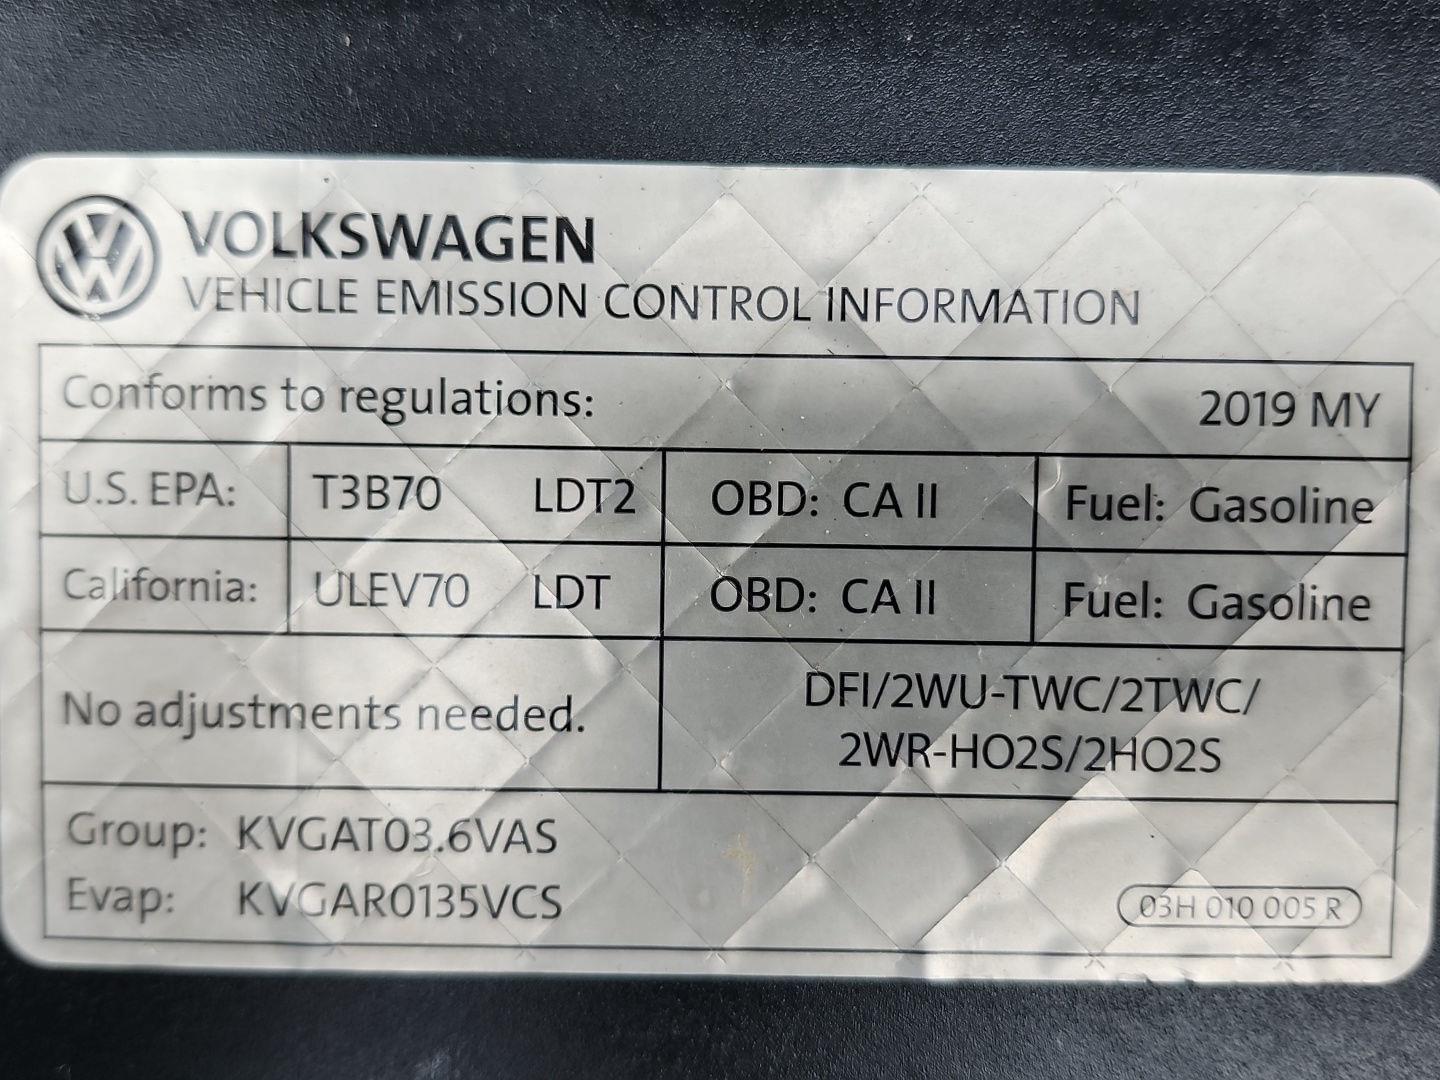 VOLKSWAGEN
VEHICLE EMISSION CONTROL INFORMATION
Conforms to regulations: 2019 MY
U.S. EPA: T3B70 LDT2 OBD: CA II Fuel: Gasoline
California: ULEV70 LDT OBD: CA II Fuel: Gasoline
No adjustments needed.
DFI/2WU-TWC/2TWC/
2WR-HO2S/2HO2S
Group: KVGAT03.6VAS
Evap: KVGAR0135VCS
03H 010 005 R